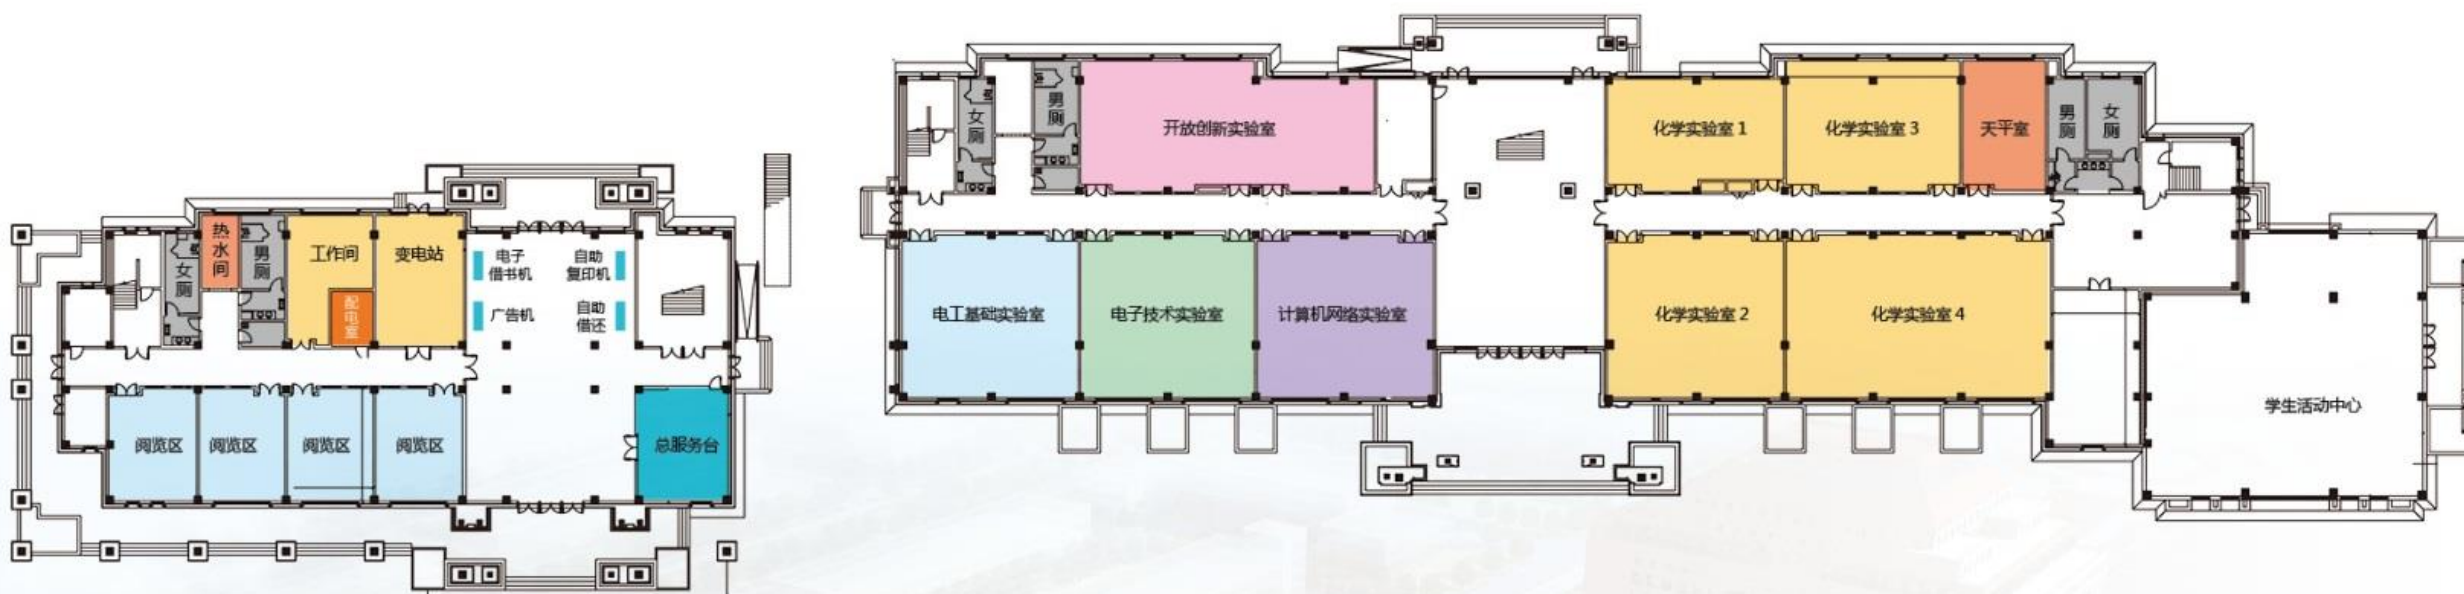 女厕
热水间
男厕
工作间
配电室
变电站
电子
借书机
自助
复印机
广告机
自助
借还
阅览区
阅览区
阅览区
阅览区
总服务台
女厕
男厕
开放创新实验室
化学实验室 1
化学实验室 3
天平室
男厕
女厕
电工基础实验室
电子技术实验室
计算机网络实验室
化学实验室 2
化学实验室 4
学生活动中心